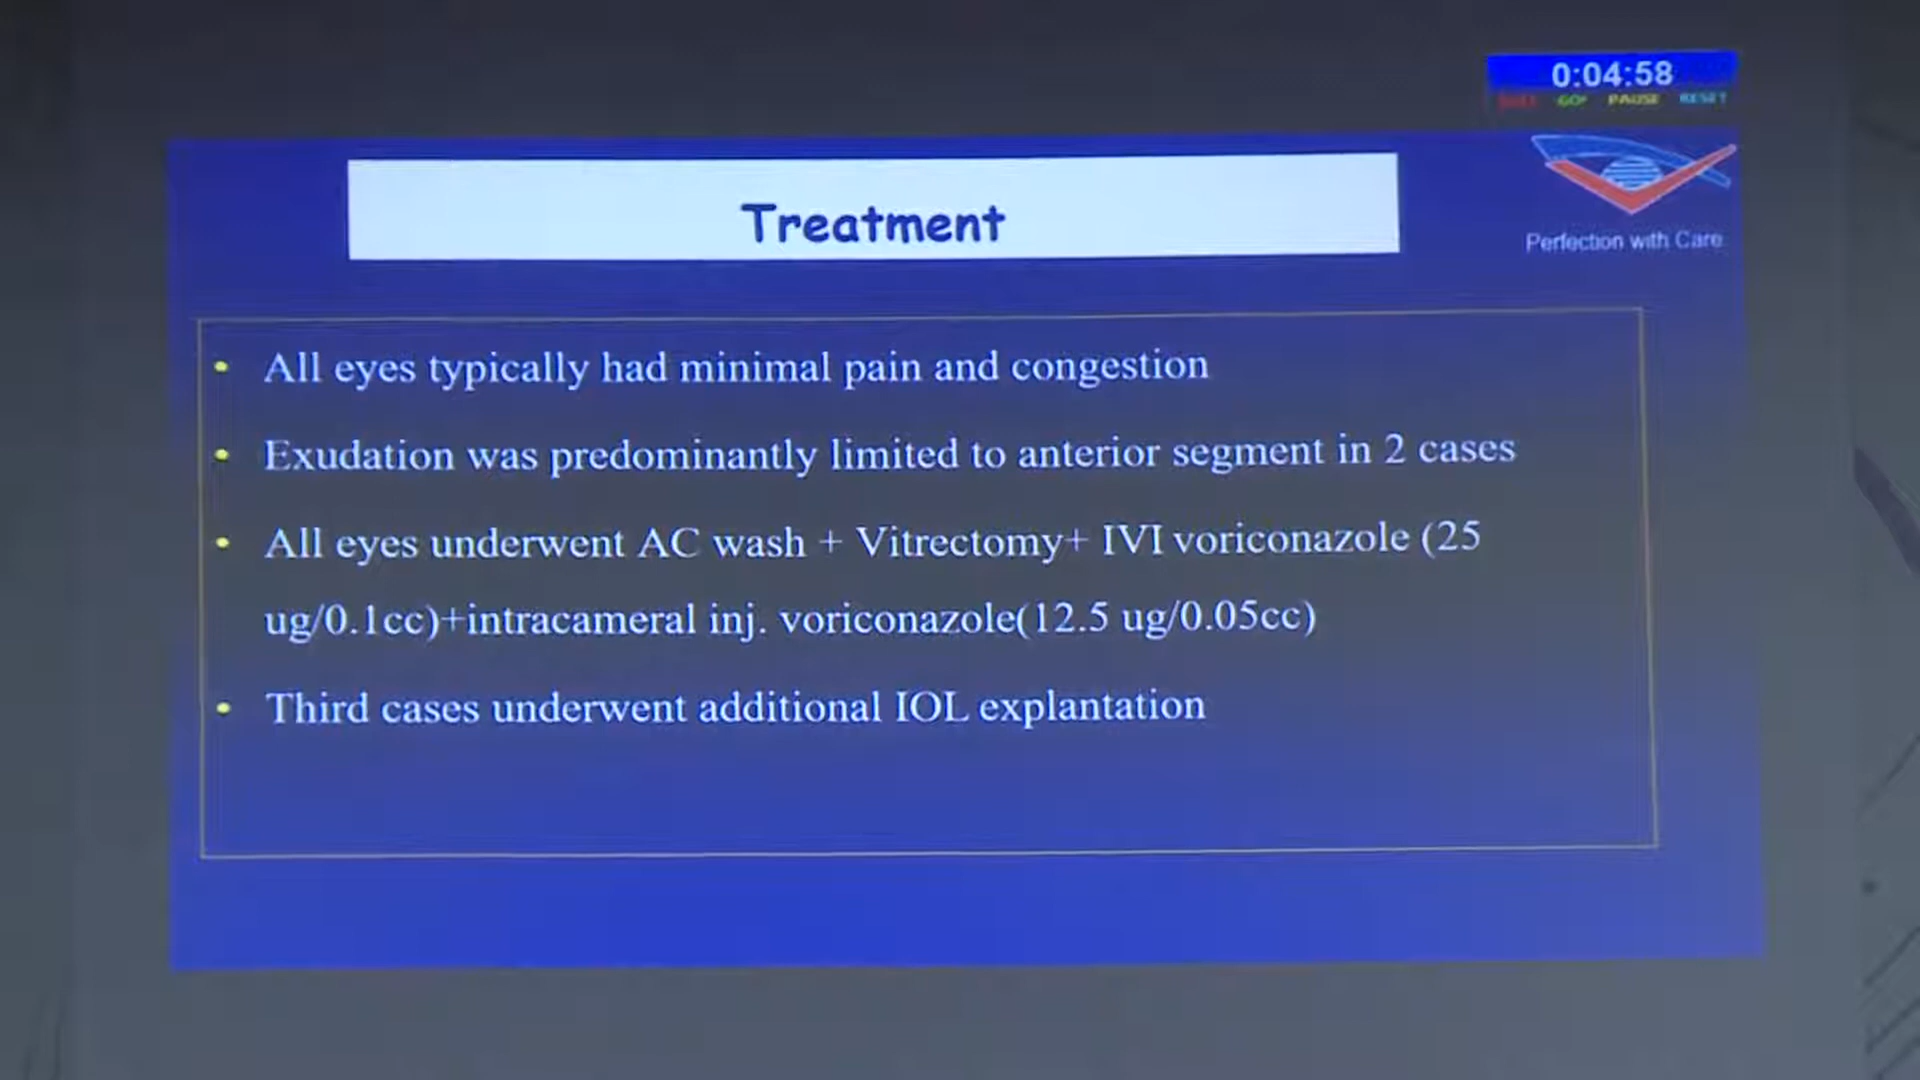 0:04:58
GO! PAUSE RESET
Treatment
Perfection with Care
• All eyes typically had minimal pain and congestion
• Exudation was predominantly limited to anterior segment in 2 cases
• All eyes underwent AC wash + Vitrectomy+ IVI voriconazole (25
ug/0.1cc)+intracameral inj. voriconazole(12.5 ug/0.05cc)
• Third cases underwent additional IOL explantation